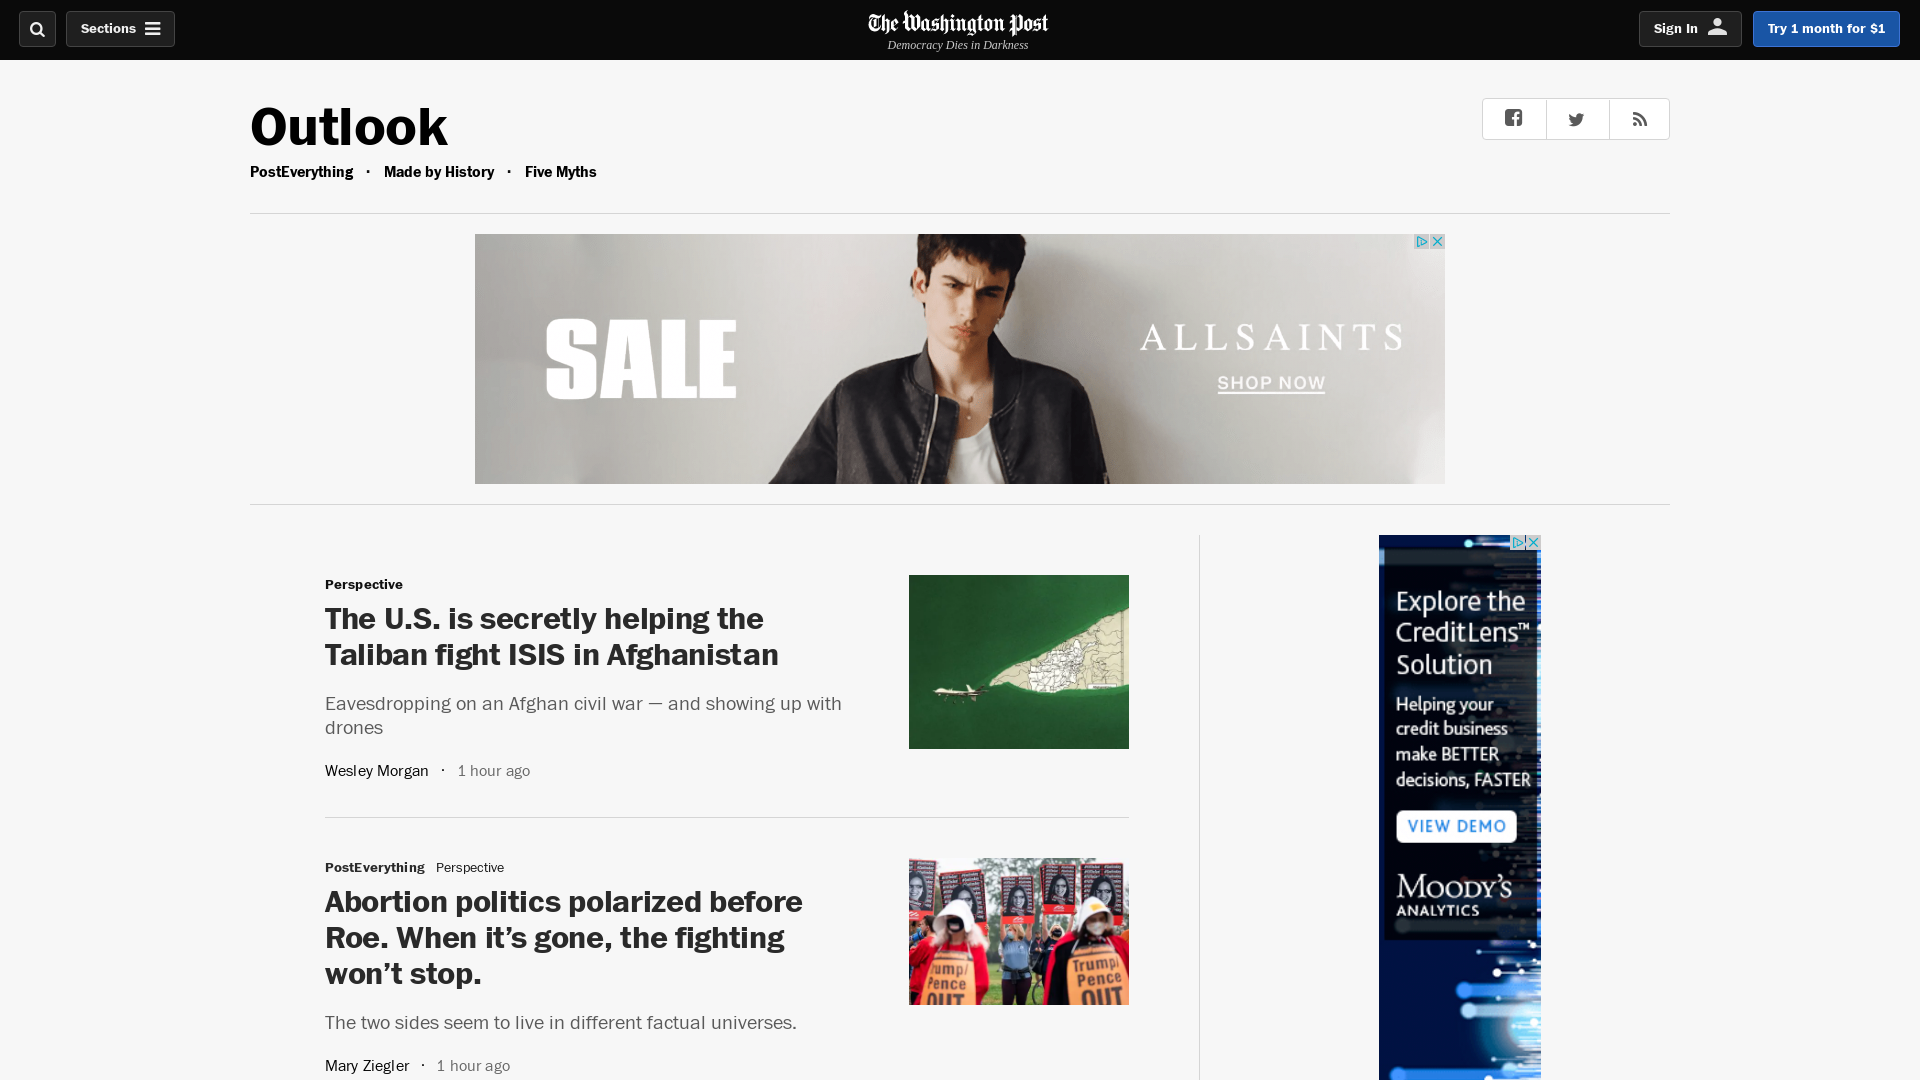 Sections
The Washington Post
Democracy Dies in Darkness
Sign In
Try 1 month for $1
Outlook
PostEverything · Made by History · Five Myths
SALE
ALLSAINTS
SHOP NOW
Perspective
The U.S. is secretly helping the
Taliban fight ISIS in Afghanistan
Eavesdropping on an Afghan civil war — and showing up with
drones
Wesley Morgan · 1 hour ago
PostEverything Perspective
Abortion politics polarized before
Roe. When it’s gone, the fighting
won’t stop.
The two sides seem to live in different factual universes.
Mary Ziegler · 1 hour ago
Trump/
Pence
OUT
Trump/
Pence
OUT
Explore the
CreditLens™
Solution
Helping your
credit business
make BETTER
decisions, FASTER
VIEW DEMO
MOODY'S
ANALYTICS